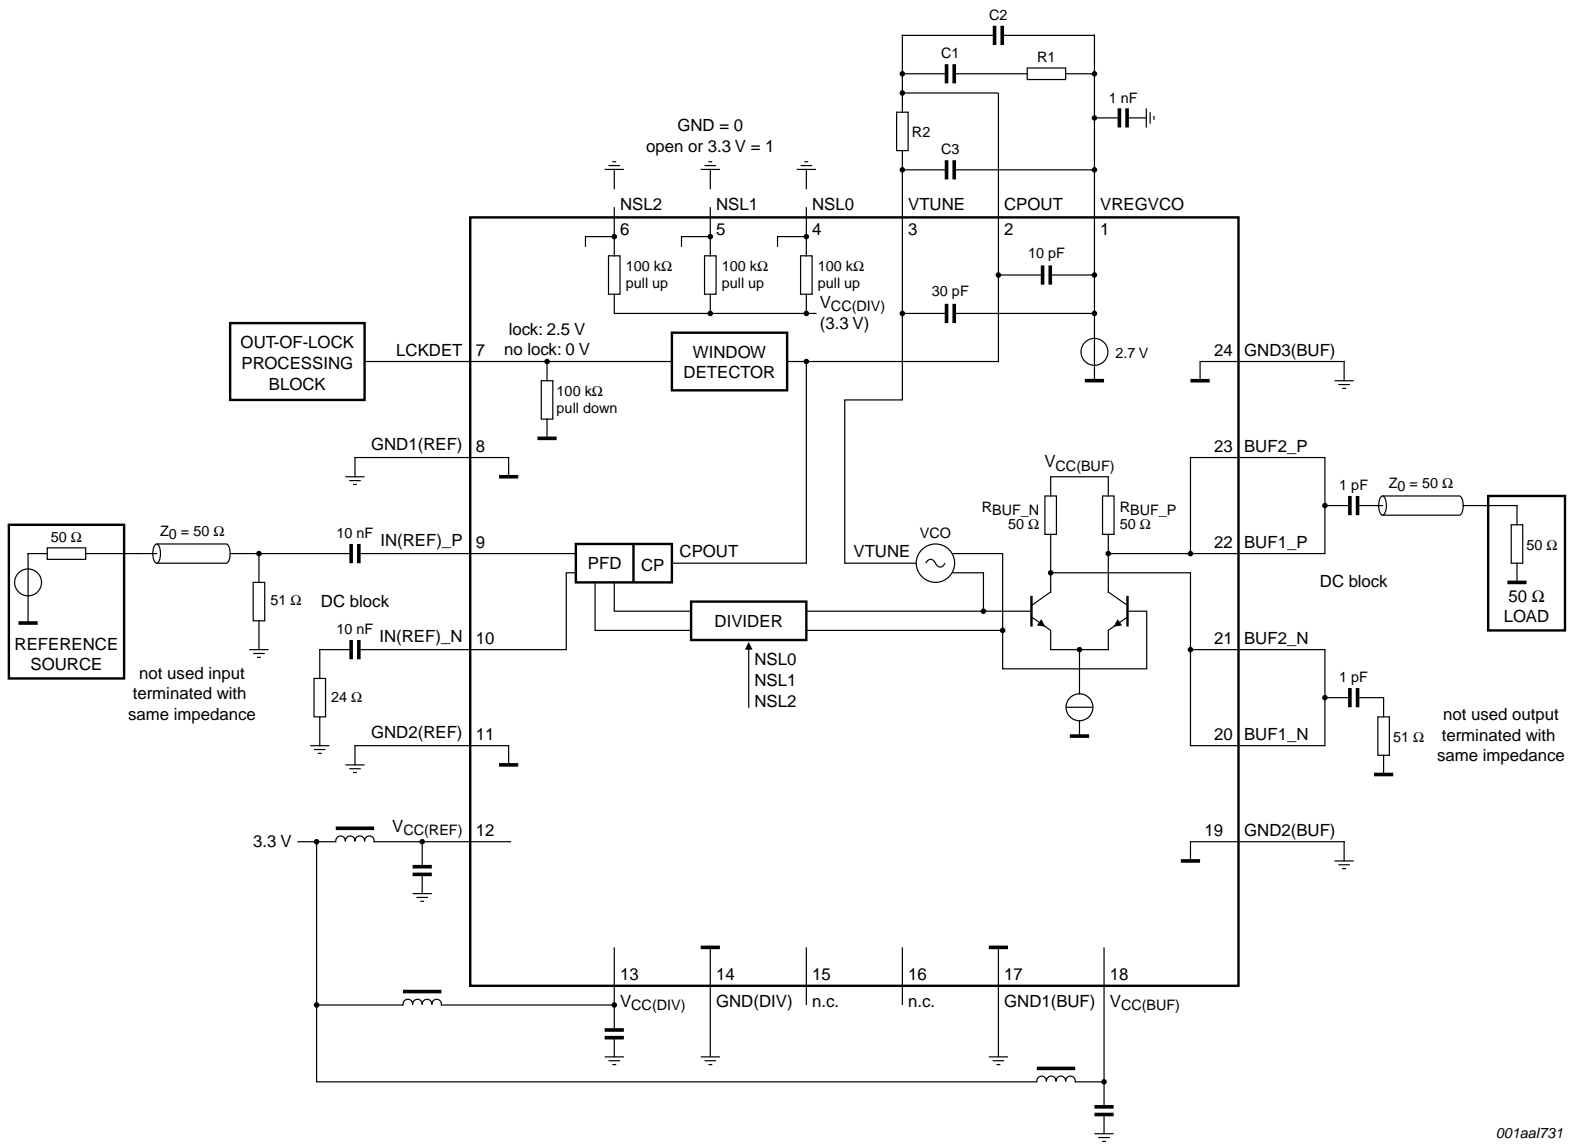 C2
C1
R1
1 nF
R2
C3
GND = 0
open or 3.3 V = 1
NSL2
NSL1
NSL0
VTUNE
CPOUT
VREGVCO
6
5
4
3
2
1
100 kΩ
pull up
100 kΩ
pull up
100 kΩ
pull up
VCC(DIV)
(3.3 V)
10 pF
30 pF
2.7 V
OUT-OF-LOCK
PROCESSING
BLOCK
LCKDET
7
lock: 2.5 V
no lock: 0 V
WINDOW
DETECTOR
100 kΩ
pull down
24
GND3(BUF)
GND1(REF)
8
23
BUF2_P
VCC(BUF)
RBUF_N
50 Ω
RBUF_P
50 Ω
1 pF
Z0 = 50 Ω
50 Ω
50 Ω
LOAD
22
BUF1_P
DC block
50 Ω
REFERENCE
SOURCE
Z0 = 50 Ω
10 nF
IN(REF)_P
9
51 Ω
DC block
PFD
CP
CPOUT
VTUNE
VCO
10 nF
IN(REF)_N
10
DIVIDER
NSL0
NSL1
NSL2
not used input
terminated with
same impedance
24 Ω
21
BUF2_N
1 pF
51 Ω
not used output
terminated with
same impedance
20
BUF1_N
GND2(REF)
11
3.3 V
VCC(REF)
12
19
GND2(BUF)
13
14
15
16
17
18
VCC(DIV)
GND(DIV)
n.c.
n.c.
GND1(BUF)
VCC(BUF)
001aal731